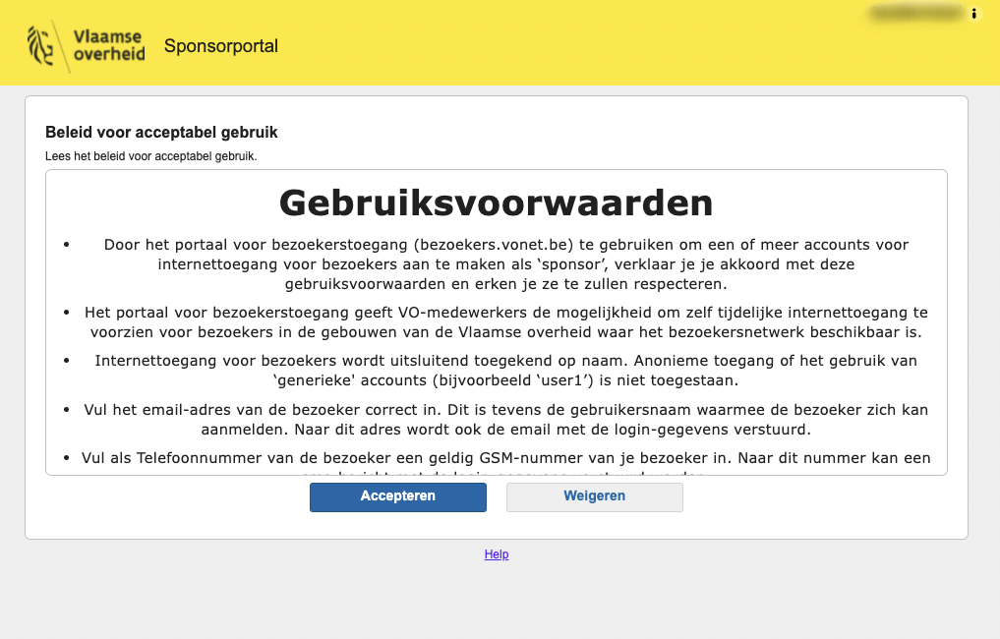 Vlaamse
overheid
Sponsorportal
Beleid voor acceptabel gebruik
Lees het beleid voor acceptabel gebruik.
Gebruiksvoorwaarden
• Door het portaal voor bezoekerstoegang (bezoekers.vonet.be) te gebruiken om een of meer accounts voor
internettoegang voor bezoekers aan te maken als ‘sponsor’, verklaar je je akkoord met deze
gebruiksvoorwaarden en erken je ze te zullen respecteren.
• Het portaal voor bezoekerstoegang geeft VO-medewerkers de mogelijkheid om zelf tijdelijke internettoegang te
voorzien voor bezoekers in de gebouwen van de Vlaamse overheid waar het bezoekersnetwerk beschikbaar is.
• Internettoegang voor bezoekers wordt uitsluitend toegekend op naam. Anonieme toegang of het gebruik van
‘generieke' accounts (bijvoorbeeld ‘user1’) is niet toegestaan.
• Vul het email-adres van de bezoeker correct in. Dit is tevens de gebruikersnaam waarmee de bezoeker zich kan
aanmelden. Naar dit adres wordt ook de email met de login-gegevens verstuurd.
• Vul als Telefoonnummer van de bezoeker een geldig GSM-nummer van je bezoeker in. Naar dit nummer kan een
Accepteren
Weigeren
Help